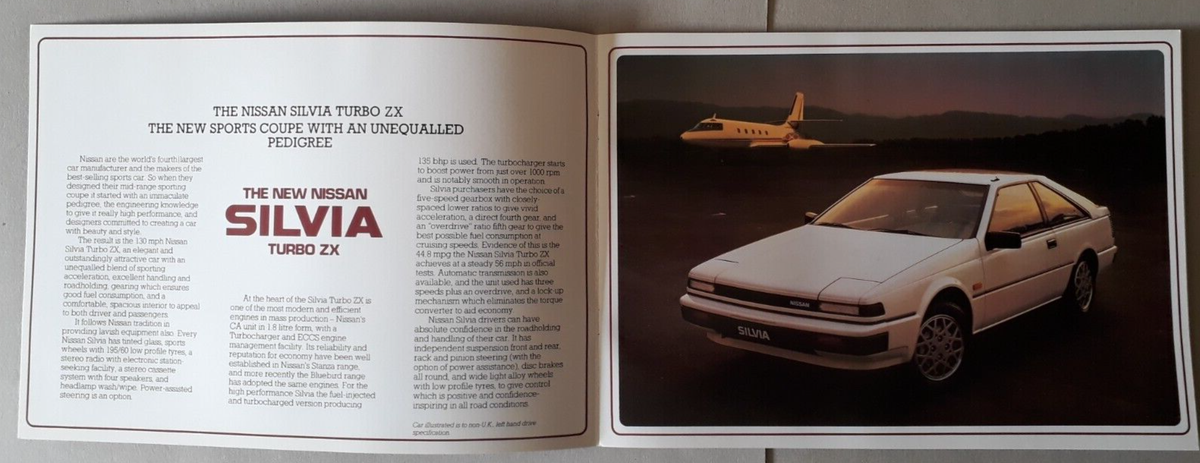 THE NISSAN SILVIA TURBO ZX
THE NEW SPORTS COUPE WITH AN UNEQUALLED
PEDIGREE
Nissan are the world's fourth largest
car manufacturer and the makers of the
best-selling sports car. So when they
designed their mid-range sporting
coupe it started with an immaculate
pedigree, the engineering knowledge
to give it really high performance, and
designers committed to creating a car
with beauty and style.
The result is the 130 mph Nissan
Silvia Turbo ZX, an elegant and
outstandingly attractive car with an
unequalled blend of sporting
acceleration, excellent handling and
roadholding, gearing which ensures
good fuel consumption, and a
comfortable, spacious interior to appeal
to both driver and passengers.
It follows Nissan tradition in
providing lavish equipment also. Every
Nissan Silvia has tinted glass, sports
wheels with 195/60 low profile tyres, a
stereo radio with electronic station-
seeking facility, a stereo cassette
system with four speakers, and
headlamp wash/wipe. Power-assisted
steering is an option.
THE NEW NISSAN
SILVIA
TURBO ZX
At the heart of the Silvia Turbo ZX is
one of the most modern and efficient
engines in mass production – Nissan's
CA unit in 1.8 litre form, with a
Turbocharger and ECCS engine
management facility. Its reliability and
reputation for economy have been well
established in Nissan's Stanza range,
and more recently the Bluebird range
has adopted the same engines. For the
high performance Silvia the fuel-injected
and turbocharged version producing
135 bhp is used. The turbocharger starts
to boost power from just over 1000 rpm
and is notably smooth in operation.
Silvia purchasers have the choice of a
five-speed gearbox with closely-
spaced lower ratios to give vivid
acceleration, a direct fourth gear, and
an "overdrive" ratio fifth gear to give the
best possible fuel consumption at
cruising speeds. Evidence of this is the
44.8 mpg the Nissan Silvia Turbo ZX
achieves at a steady 56 mph in official
tests. Automatic transmission is also
available, and the unit used has three
speeds plus an overdrive, and a lock-up
mechanism which eliminates the torque
converter to aid economy.
Nissan Silvia drivers can have
absolute confidence in the roadholding
and handling of their car. It has
independent suspension front and rear,
rack and pinion steering (with the
option of power assistance), disc brakes
all round, and wide light alloy wheels
with low profile tyres, to give control
which is positive and confidence-
inspiring in all road conditions.
Car illustrated is to non-U.K., left hand drive
specification.
NISSAN
SILVIA